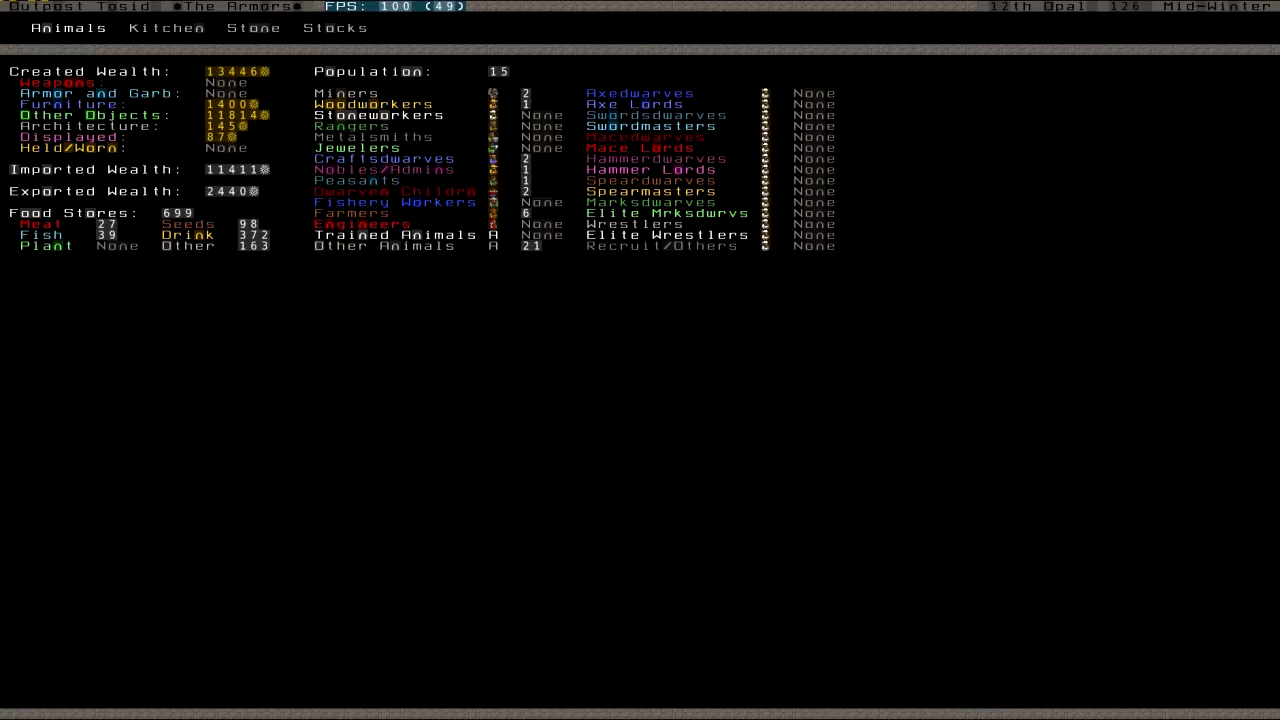 Outpost Tosid ●The Armors● FPS: 100 (49) 12th Opal 126 Mid-Winter
Animals Kitchen Stone Stocks
Created Wealth: 13446☼ Population: 15
Weapons: None
Armor and Garb: None Miners 2 Axedwarves None
Furniture: 1400☼ Woodworkers 1 Axe Lords None
Other Objects: 11814☼ Stoneworkers None Swordsdwarves None
Architecture: 145☼ Rangers None Swordmasters None
Displayed: 87☼ Metalsmiths None Macedwarves None
Held/Worn: None Jewelers None Mace Lords None
Craftsdwarves 2 Hammerdwarves None
Imported Wealth: 11411☼ Nobles/Admins 1 Hammer Lords None
Peasants 1 Speardwarves None
Exported Wealth: 2440☼ Dwarven Childrn 2 Spearmasters None
Fishery Workers None Marksdwarves None
Food Stores: 699 Farmers 6 Elite Mrksdwrvs None
Meat 27 Seeds 98 Engineers None Wrestlers None
Fish 39 Drink 372 Trained Animals A None Elite Wrestlers None
Plant None Other 163 Other Animals A 21 Recruit/Others None